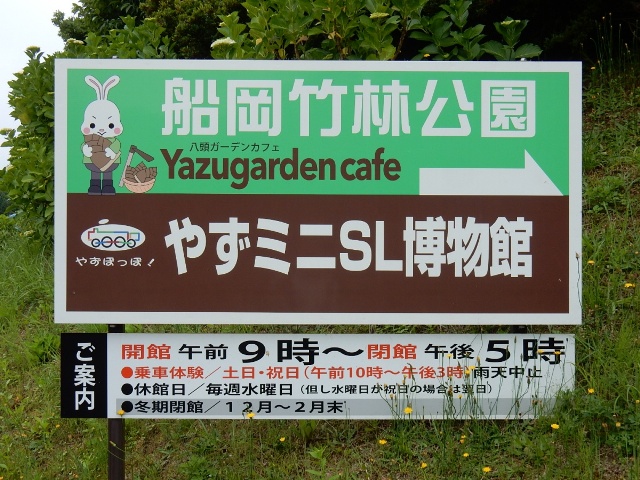 船岡竹林公園
八頭ガーデンカフェ
Yazugarden cafe
やずミニSL博物館
やずぽっぽ!
ご案内
開館 午前9時～閉館 午後5時
●乗車体験／土日・祝日(午前10時～午後3時)雨天中止
●休館日／毎週水曜日(但し水曜日が祝日の場合は翌日)
●冬期閉館／12月～2月末